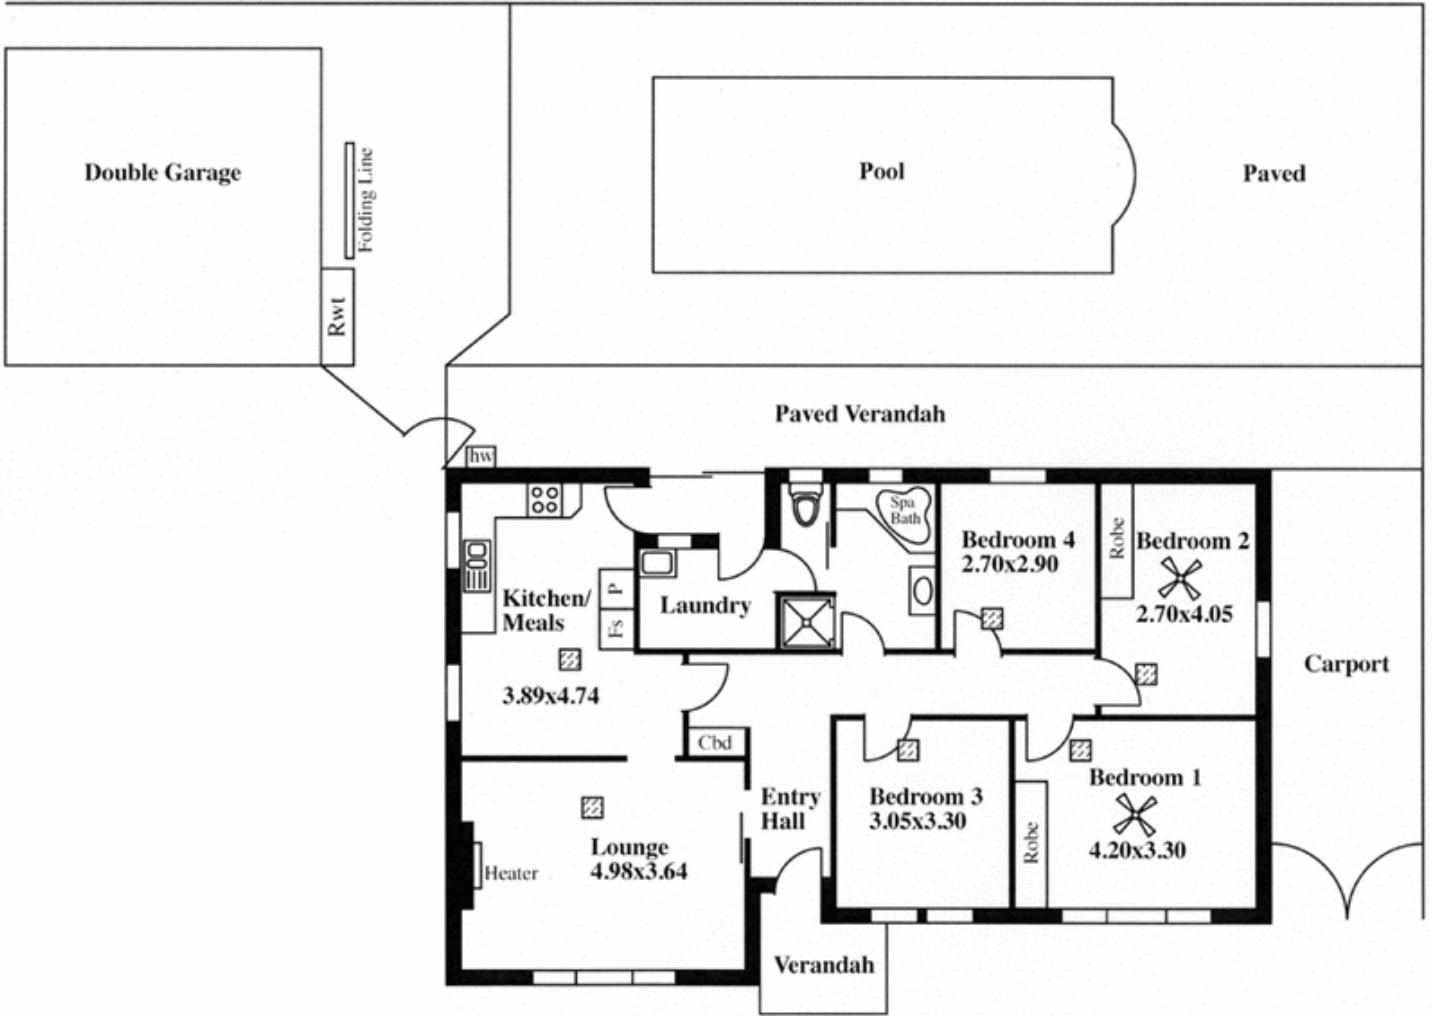 Double Garage
Folding Line
Rwt
Pool
Paved
Paved Verandah
hw
Spa
Bath
Bedroom 4
2.70x2.90
Robe
Bedroom 2
2.70x4.05
Kitchen/
Meals
3.89x4.74
P
Fs
Laundry
Carport
Cbd
Entry
Hall
Bedroom 3
3.05x3.30
Robe
Bedroom 1
4.20x3.30
Lounge
4.98x3.64
Heater
Verandah